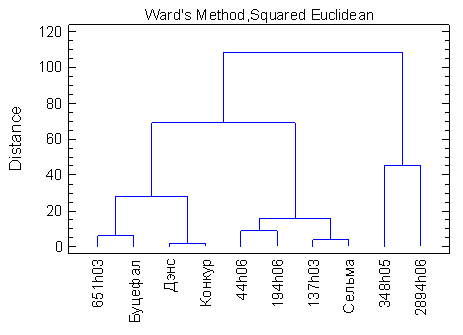 Ward's Method,Squared Euclidean
120
100
80
60
40
20
0
Distance
651h03
Буцефал
Дэнс
Конкур
44h06
194h06
137h03
Сельма
348h05
2894h06